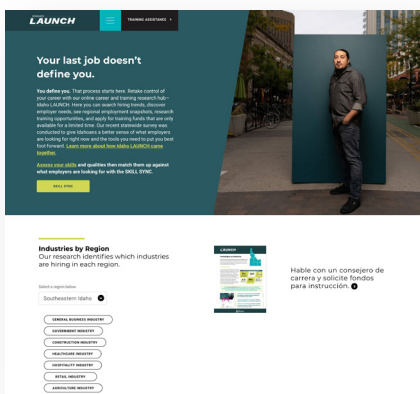 LAUNCH
TRAINING ASSISTANCE
Your last job doesn't
define you.
You define you. That process starts here. Retake control of
your career with our online career and training research hub—
Idaho LAUNCH. Here you can search hiring trends, discover
employer needs, see regional employment snapshots, research
training opportunities, and apply for training funds that are only
available for a limited time. Our recent statewide survey was
conducted to give Idahoans a better sense of what employers
are looking for right now and the tools you need to put you best
foot forward. Learn more about how Idaho LAUNCH came
together.
Assess your skills and qualities then match them up against
what employers are looking for with the SKILL SYNC.
SKILL SYNC
Industries by Region
Our research identifies which industries
are hiring in each region.
Select a region below
Southeastern Idaho
GENERAL BUSINESS INDUSTRY
GOVERNMENT INDUSTRY
CONSTRUCTION INDUSTRY
HEALTHCARE INDUSTRY
HOSPITALITY INDUSTRY
RETAIL INDUSTRY
AGRICULTURE INDUSTRY
LAUNCH
Hable con un consejero de
carrera y solicite fondos
para instrucción.